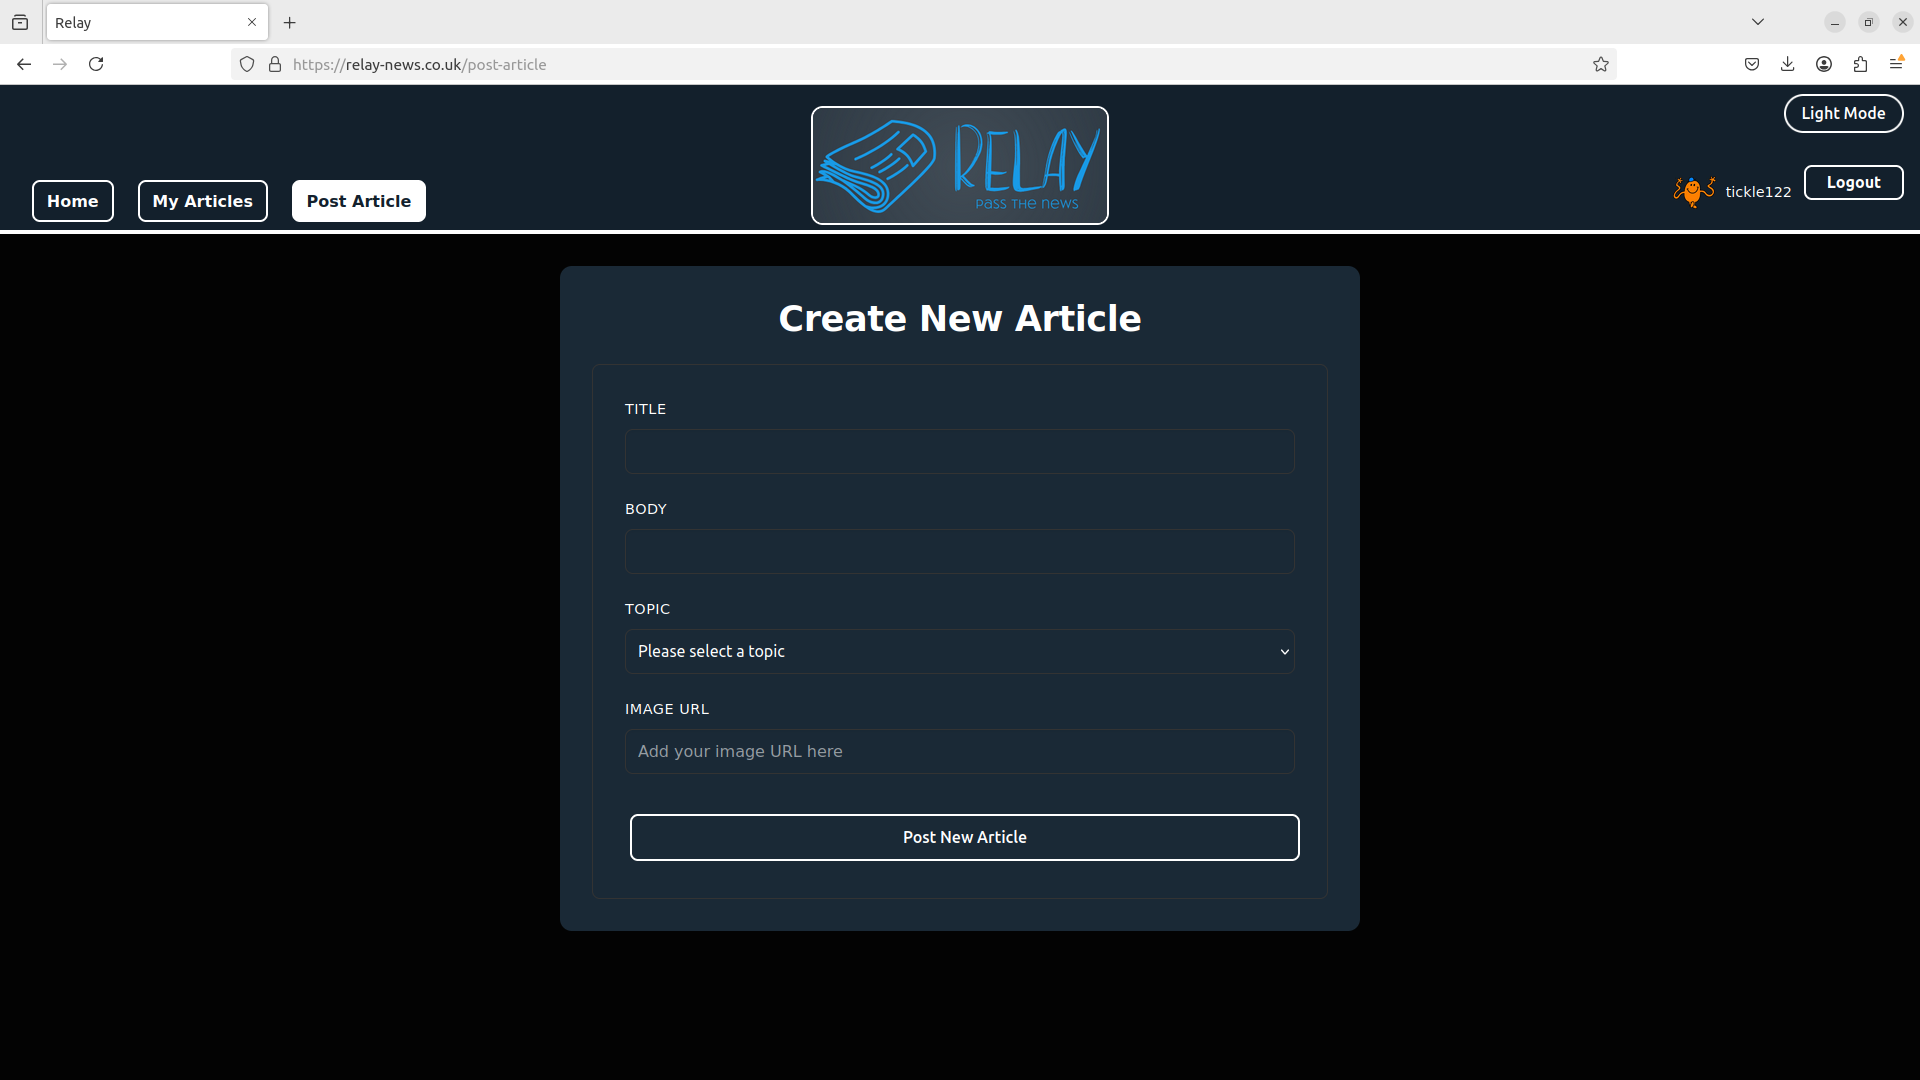 Relay
https://relay-news.co.uk/post-article
Light Mode
RELAY
PASS THE NEWS
Home
My Articles
Post Article
tickle122
Logout
Create New Article
TITLE
BODY
TOPIC
Please select a topic
IMAGE URL
Add your image URL here
Post New Article